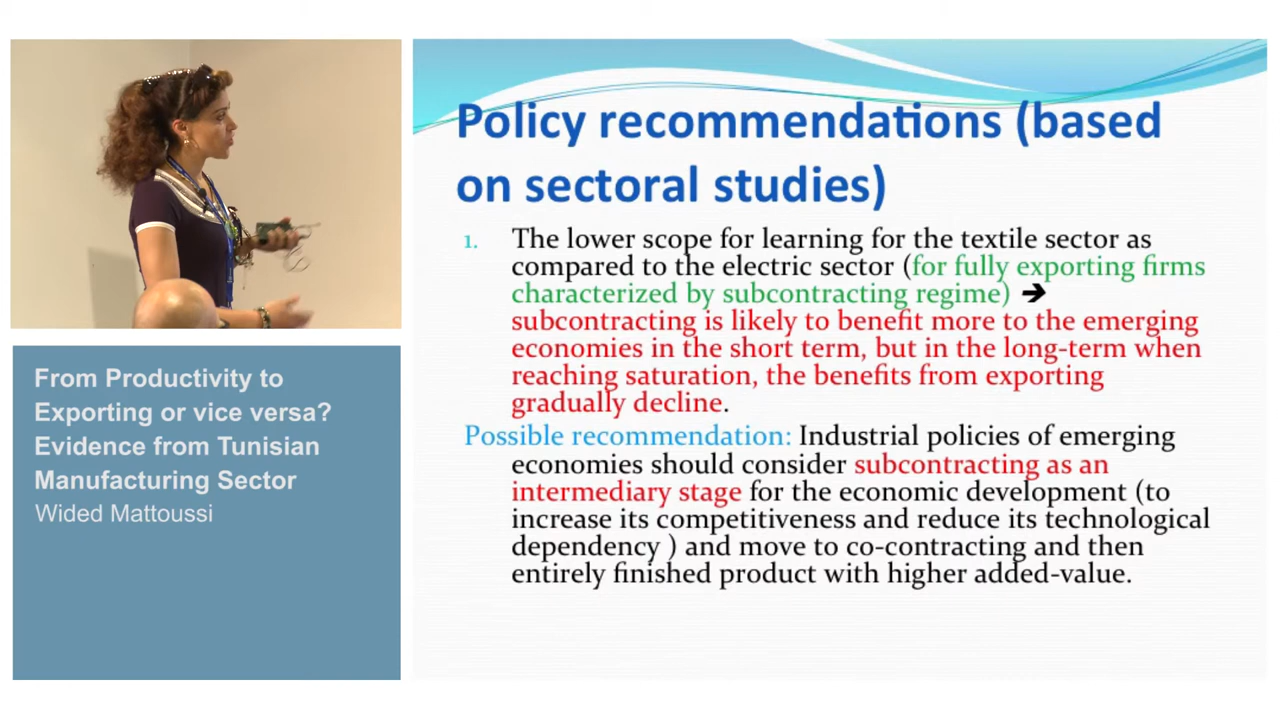 Policy recommendations (based
on sectoral studies)
1. The lower scope for learning for the textile sector as
compared to the electric sector (for fully exporting firms
characterized by subcontracting regime) ➔
subcontracting is likely to benefit more to the emerging
economies in the short term, but in the long-term when
reaching saturation, the benefits from exporting
gradually decline.
Possible recommendation: Industrial policies of emerging
economies should consider subcontracting as an
intermediary stage for the economic development (to
increase its competitiveness and reduce its technological
dependency ) and move to co-contracting and then
entirely finished product with higher added-value.
From Productivity to
Exporting or vice versa?
Evidence from Tunisian
Manufacturing Sector
Wided Mattoussi